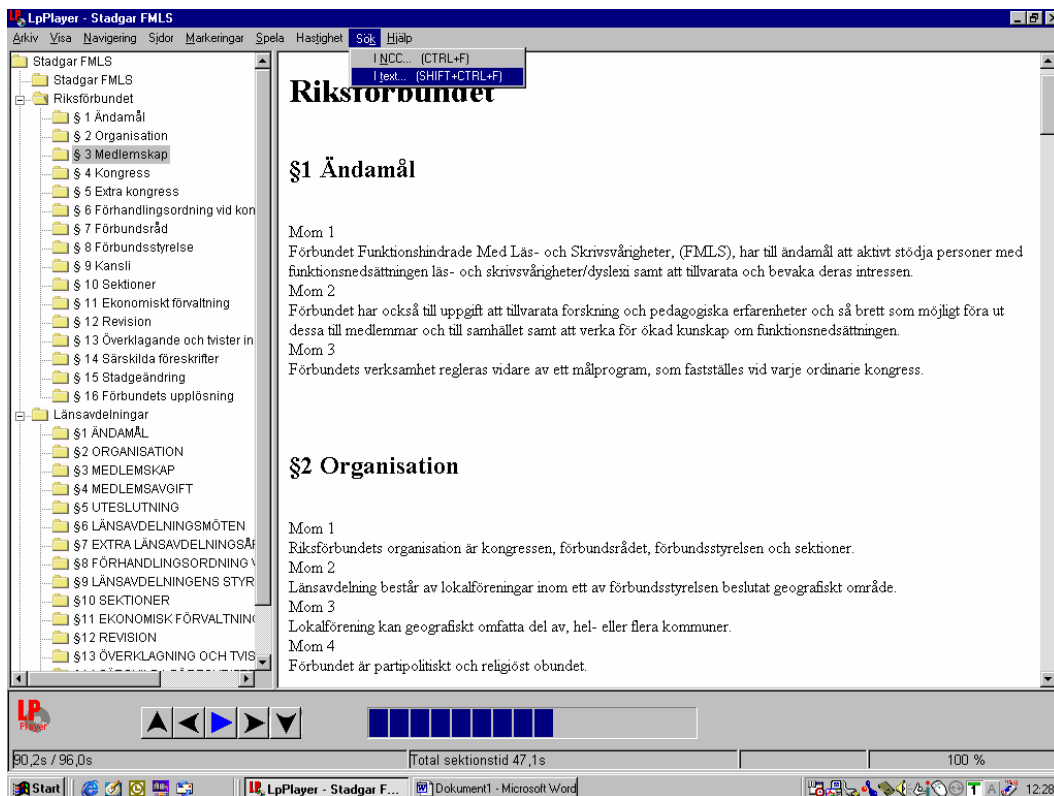 LpPlayer - Stadgar FMLS
Arkiv Visa Navigering Sidor Markeringar Spela Hastighet Sök Hjälp
I NCC... (CTRL+F)
I text... (SHIFT+CTRL+F)
Stadgar FMLS
Stadgar FMLS
Riksförbundet
§ 1 Ändamål
§ 2 Organisation
§ 3 Medlemskap
§ 4 Kongress
§ 5 Extra kongress
§ 6 Förhandlingsordning vid kon
§ 7 Förbundsråd
§ 8 Förbundsstyrelse
§ 9 Kansli
§ 10 Sektioner
§ 11 Ekonomiskt förvaltning
§ 12 Revision
§ 13 Överklagande och tvister in
§ 14 Särskilda föreskrifter
§ 15 Stadgeändring
§ 16 Förbundets upplösning
Länsavdelningar
§1 ÄNDAMÅL
§2 ORGANISATION
§3 MEDLEMSKAP
§4 MEDLEMSAVGIFT
§5 UTESLUTNING
§6 LÄNSAVDELNINGSMÖTEN
§7 EXTRA LÄNSAVDELNINGSÅR
§8 FÖRHANDLINGSORDNING V
§9 LÄNSAVDELNINGENS STYR
§10 SEKTIONER
§11 EKONOMISK FÖRVALTNING
§12 REVISION
§13 ÖVERKLAGNING OCH TVIS
Riksförbundet
§1 Ändamål
Mom 1
Förbundet Funktionshindrade Med Läs- och Skrivsvårigheter, (FMLS), har till ändamål att aktivt stödja personer med
funktionsnedsättningen läs- och skrivsvårigheter/dyslexi samt att tillvarata och bevaka deras intressen.
Mom 2
Förbundet har också till uppgift att tillvarata forskning och pedagogiska erfarenheter och så brett som möjligt föra ut
dessa till medlemmar och till samhället samt att verka för ökad kunskap om funktionsnedsättningen.
Mom 3
Förbundets verksamhet regleras vidare av ett målprogram, som fastställes vid varje ordinarie kongress.
§2 Organisation
Mom 1
Riksförbundets organisation är kongressen, förbundsrådet, förbundsstyrelsen och sektioner.
Mom 2
Länsavdelning består av lokalföreningar inom ett av förbundsstyrelsen beslutat geografiskt område.
Mom 3
Lokalförening kan geografiskt omfatta del av, hel- eller flera kommuner.
Mom 4
Förbundet är partipolitiskt och religiöst obundet.
LP
Player
90,2s / 96,0s
Total sektionstid 47,1s
100 %
Start
LpPlayer - Stadgar F...
Dokument1 - Microsoft Word
12:28